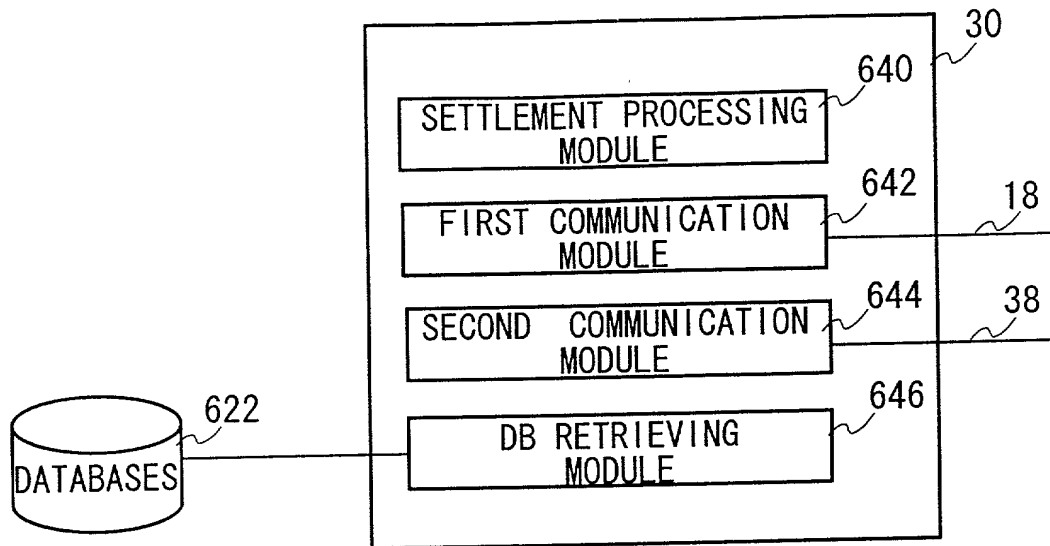 30
640
SETTLEMENT PROCESSING
MODULE
642
FIRST COMMUNICATION
MODULE
18
644
SECOND COMMUNICATION
MODULE
38
646
DB RETRIEVING
MODULE
622
DATABASES